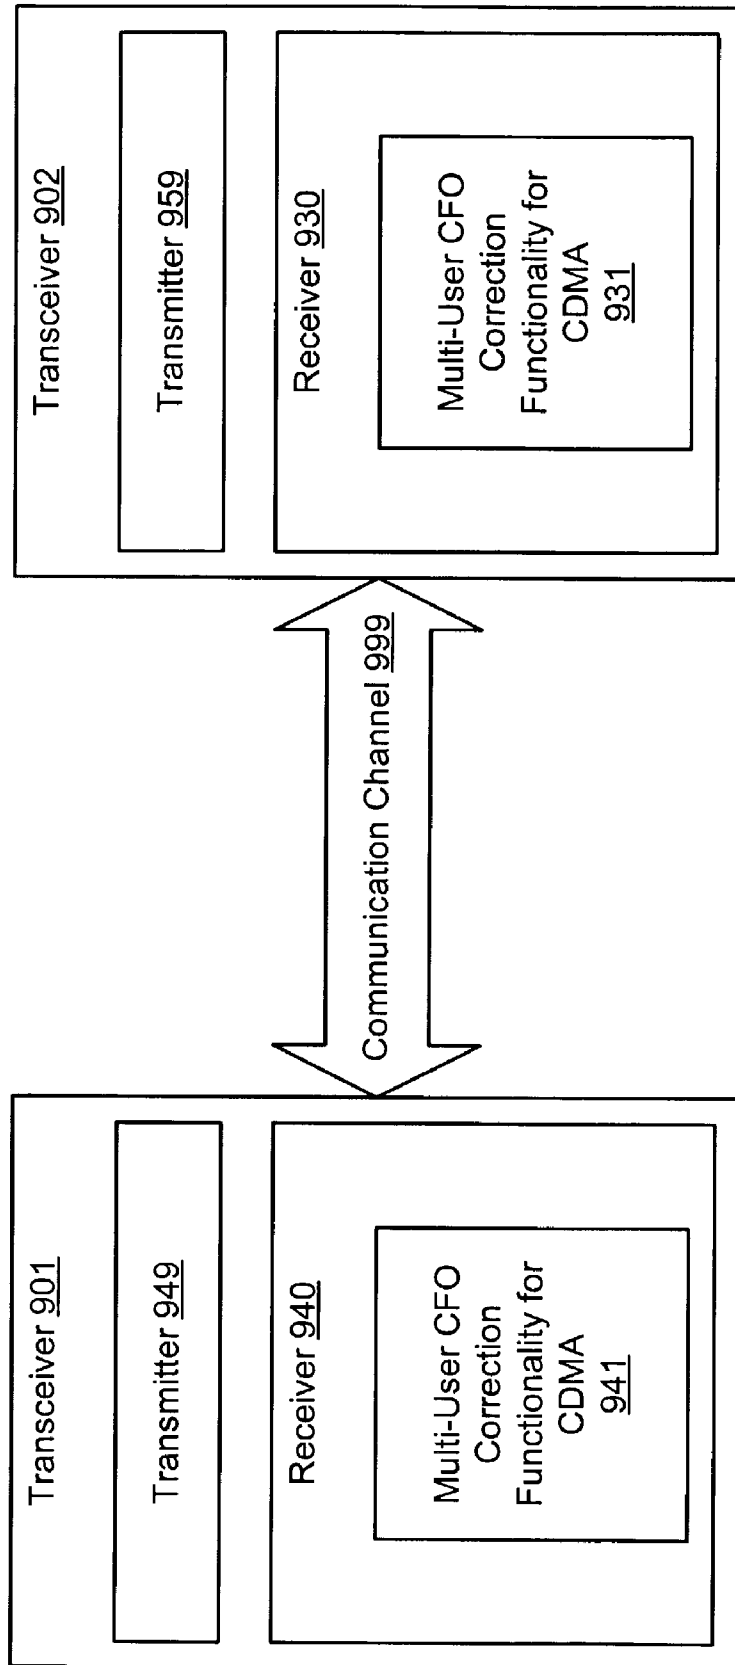 Transceiver 901
Transmitter 949
Receiver 940
Multi-User CFO
Correction
Functionality for
CDMA
941
Communication Channel 999
Transceiver 902
Transmitter 959
Receiver 930
Multi-User CFO
Correction
Functionality for
CDMA
931